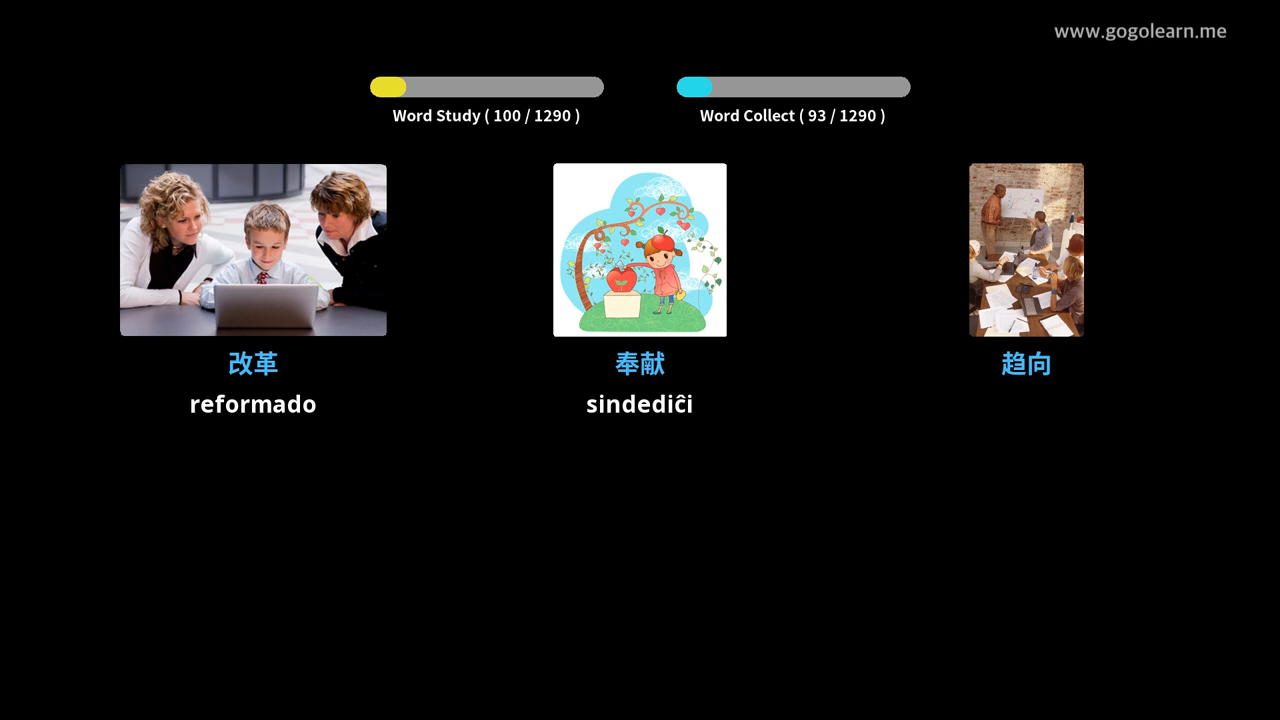 www.gogolearn.me
Word Study ( 100 / 1290 )
Word Collect ( 93 / 1290 )
改革
奉献
趋向
reformado
sindediĉi